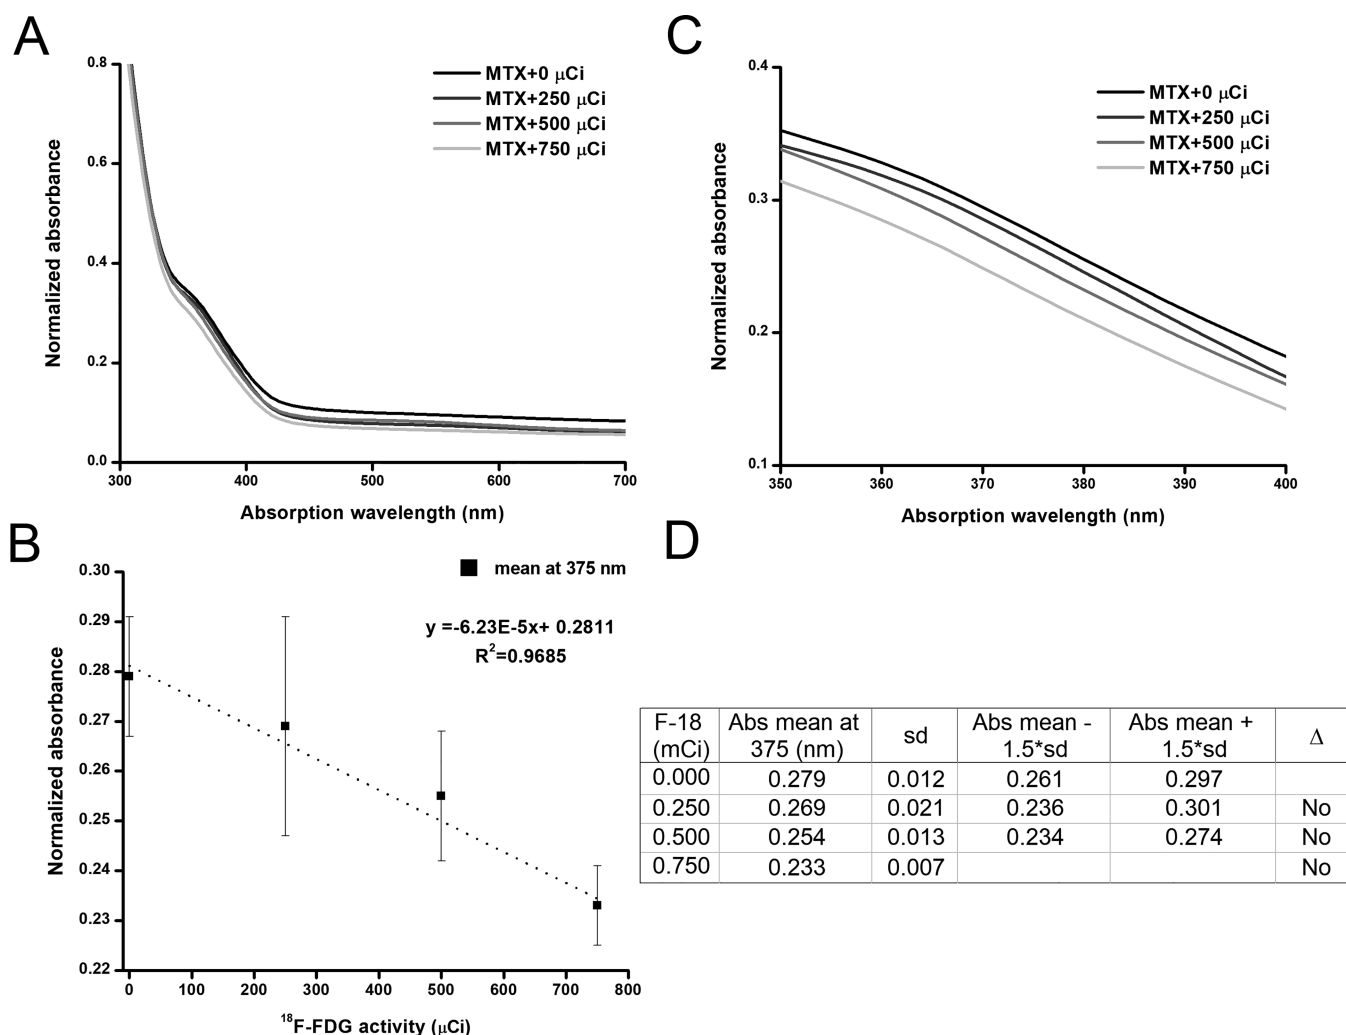 A
0.8
0.6
0.4
0.2
0.0
300
400
500
600
700
Normalized absorbance
Absorption wavelength (nm)
MTX+0 μCi
MTX+250 μCi
MTX+500 μCi
MTX+750 μCi
C
0.4
0.3
0.2
0.1
350
360
370
380
390
400
Normalized absorbance
Absorption wavelength (nm)
MTX+0 μCi
MTX+250 μCi
MTX+500 μCi
MTX+750 μCi
B
0.30
0.29
0.28
0.27
0.26
0.25
0.24
0.23
0.22
0
100
200
300
400
500
600
700
800
Normalized absorbance
¹⁸F-FDG activity (μCi)
mean at 375 nm
y =-6.23E-5x+ 0.2811
R²=0.9685
D
F-18 (mCi) Abs mean at 375 (nm) sd Abs mean - 1.5*sd Abs mean + 1.5*sd Δ
0.000 0.279 0.012 0.261 0.297
0.250 0.269 0.021 0.236 0.301 No
0.500 0.254 0.013 0.234 0.274 No
0.750 0.233 0.007 No